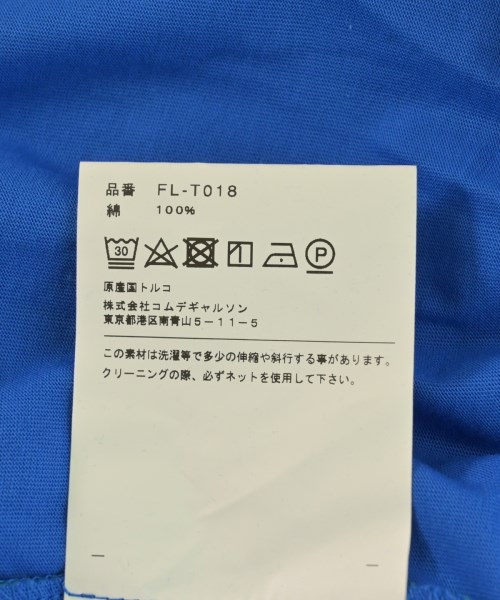 品番 FL-T018
綿 100%
30
P
原産国トルコ
株式会社コムデギャルソン
東京都港区南青山5-11-5
この素材は洗濯等で多少の伸縮や斜行する事があります。
クリーニングの際、必ずネットを使用して下さい。